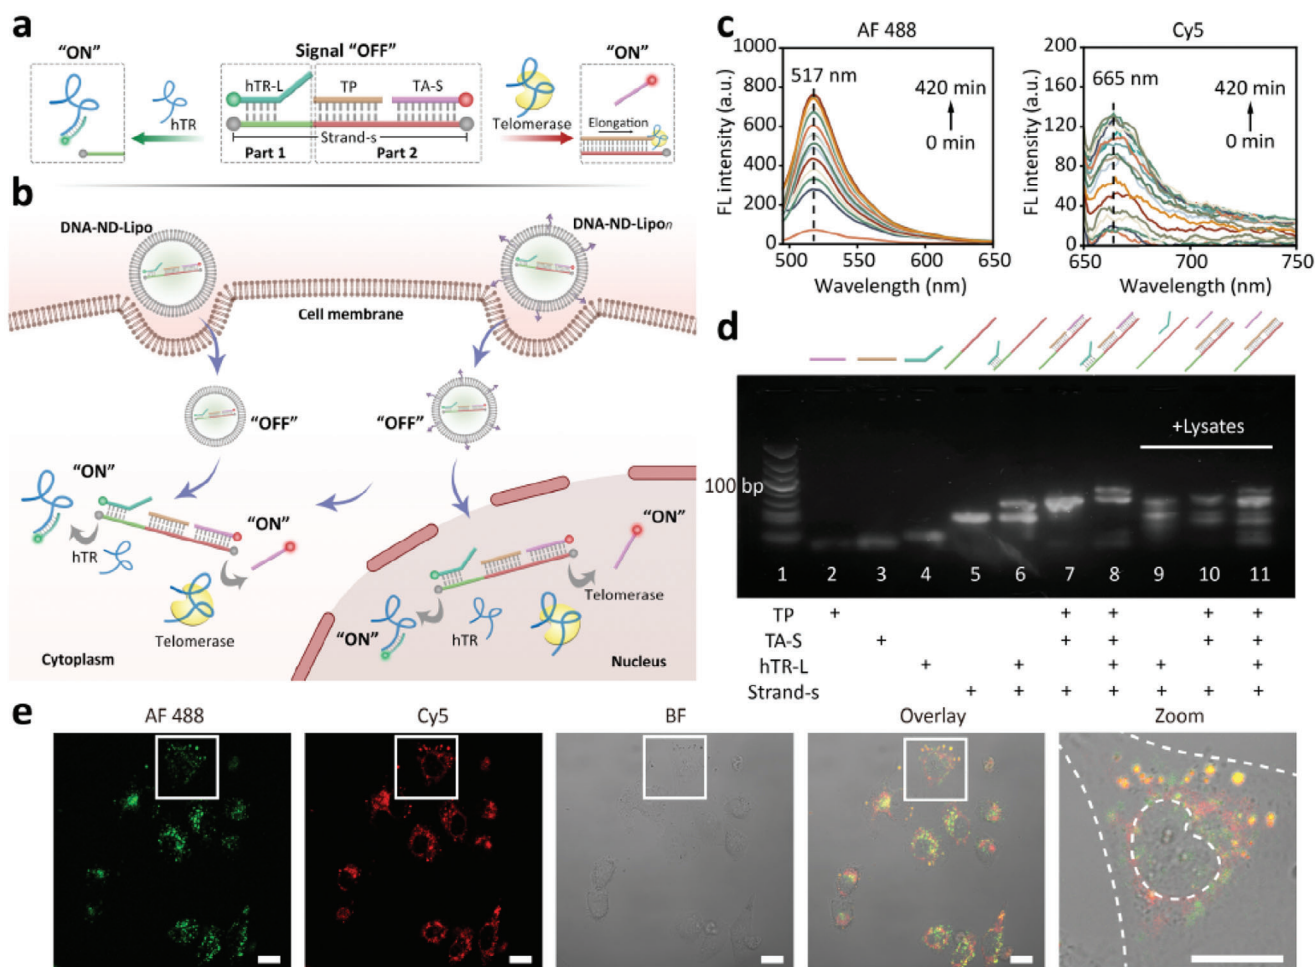 a
"ON"
Signal "OFF"
"ON"
hTR-L
TP
TA-S
hTR
Telomerase
Elongation
Strand-s
Part 1
Part 2
b
DNA-ND-Lipo
DNA-ND-Lipon
Cell membrane
"OFF"
"OFF"
"ON"
"ON"
"ON"
hTR
Telomerase
Telomerase
"ON"
hTR
Cytoplasm
Nucleus
c
AF 488
Cy5
FL intensity (a.u.)
1000
800
600
400
200
0
517 nm
420 min
0 min
500
550
600
650
Wavelength (nm)
FL intensity (a.u.)
200
160
120
80
40
0
665 nm
420 min
0 min
650
700
750
Wavelength (nm)
d
+Lysates
100 bp
1 2 3 4 5 6 7 8 9 10 11
TP + + + + +
TA-S + + + + +
hTR-L + + + + +
Strand-s + + + + + + +
e
AF 488
Cy5
BF
Overlay
Zoom